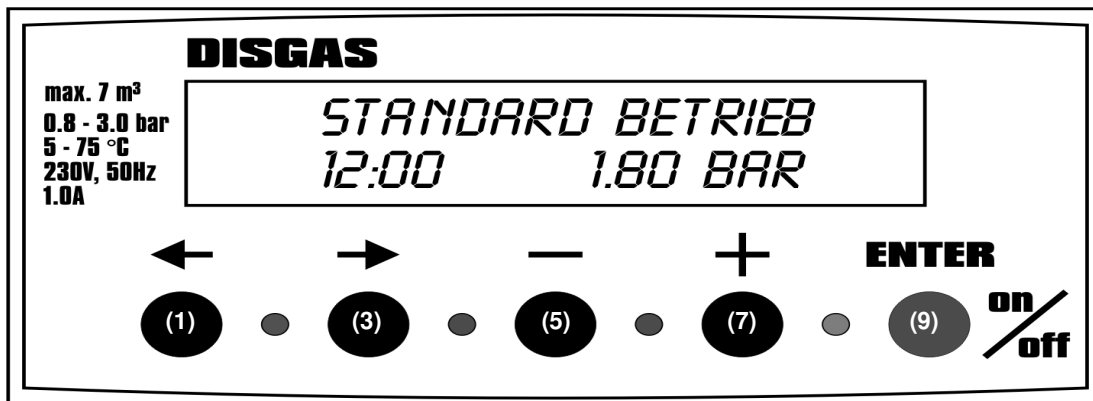 DISGAS
max. 7 m³
0.8 - 3.0 bar
5 - 75 °C
230V, 50Hz
1.0A
STANDARD BETRIEB
12:00 1.80 BAR
← → — + ENTER
(1) (3) (5) (7) (9) on/off